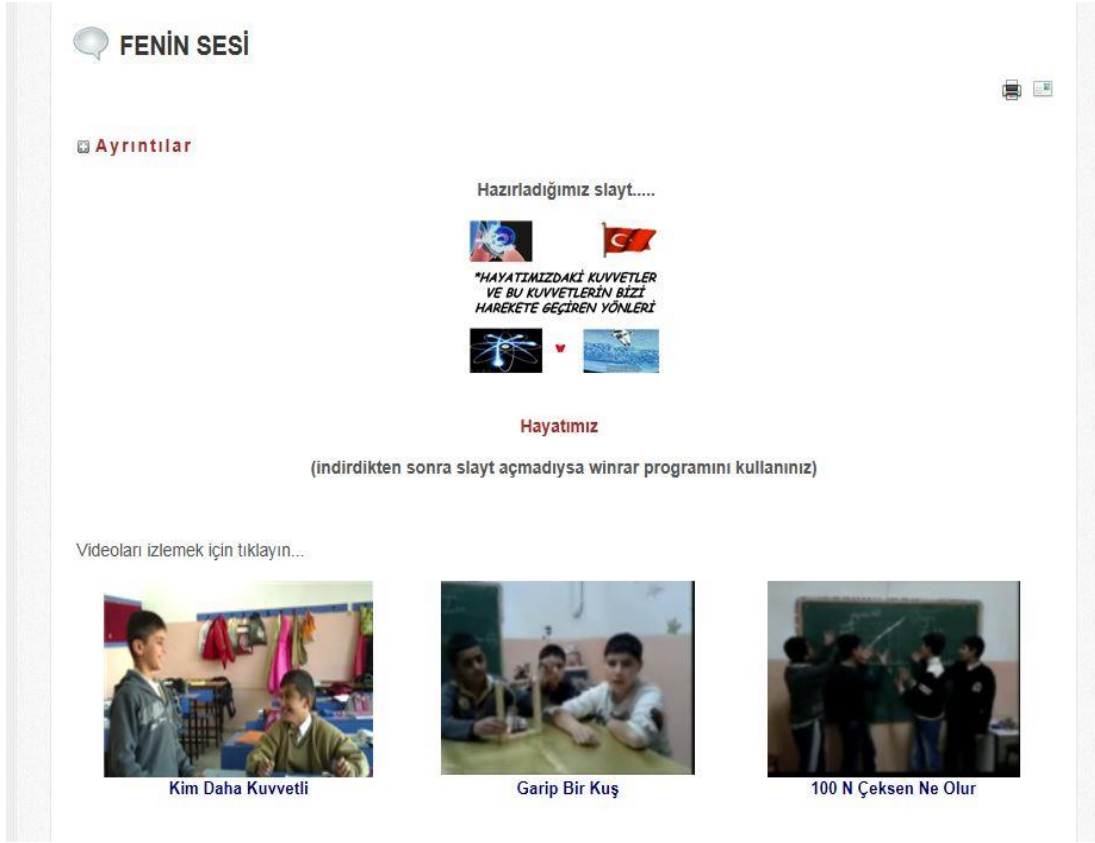 FENİN SESİ
Ayrıntılar
Hazırladığımız slayt.....
*HAYATIMIZDAKİ KUVVETLER
VE BU KUVVETLERİN BİZİ
HAREKETE GEÇİREN YÖNLERİ
Hayatımız
(indirdikten sonra slayt açmadıysa winrar programını kullanınız)
Videoları izlemek için tıklayın...
Kim Daha Kuvvetli
Garip Bir Kuş
100 N Çeksen Ne Olur